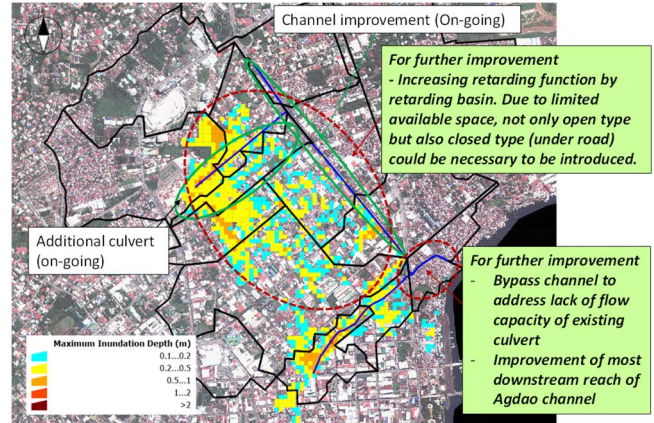 Channel improvement (On-going)
For further improvement
- Increasing retarding function by
retarding basin. Due to limited
available space, not only open type
but also closed type (under road)
could be necessary to be introduced.
Additional culvert
(on-going)
For further improvement
- Bypass channel to
address lack of flow
capacity of existing
culvert
- Improvement of most
downstream reach of
Agdao channel
Maximum Inundation Depth (m)
0.1...0.2
0.2...0.5
0.5...1
1...2
>2